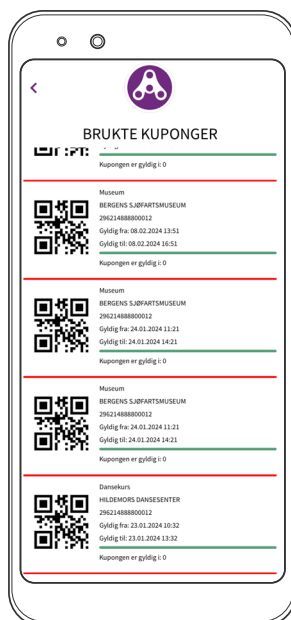 BRUKTE KUPONGER
Kupongen er gyldig i: 0
Museum
BERGENS SJØFARTSMUSEUM
296214888800012
Gyldig fra: 08.02.2024 13:51
Gyldig til: 08.02.2024 16:51
Kupongen er gyldig i: 0
Museum
BERGENS SJØFARTSMUSEUM
296214888800012
Gyldig fra: 24.01.2024 11:21
Gyldig til: 24.01.2024 14:21
Kupongen er gyldig i: 0
Museum
BERGENS SJØFARTSMUSEUM
296214888800012
Gyldig fra: 24.01.2024 11:21
Gyldig til: 24.01.2024 14:21
Kupongen er gyldig i: 0
Dansekurs
HILDEMORS DANSESENTER
296214888800012
Gyldig fra: 23.01.2024 10:32
Gyldig til: 23.01.2024 13:32
Kupongen er gyldig i: 0